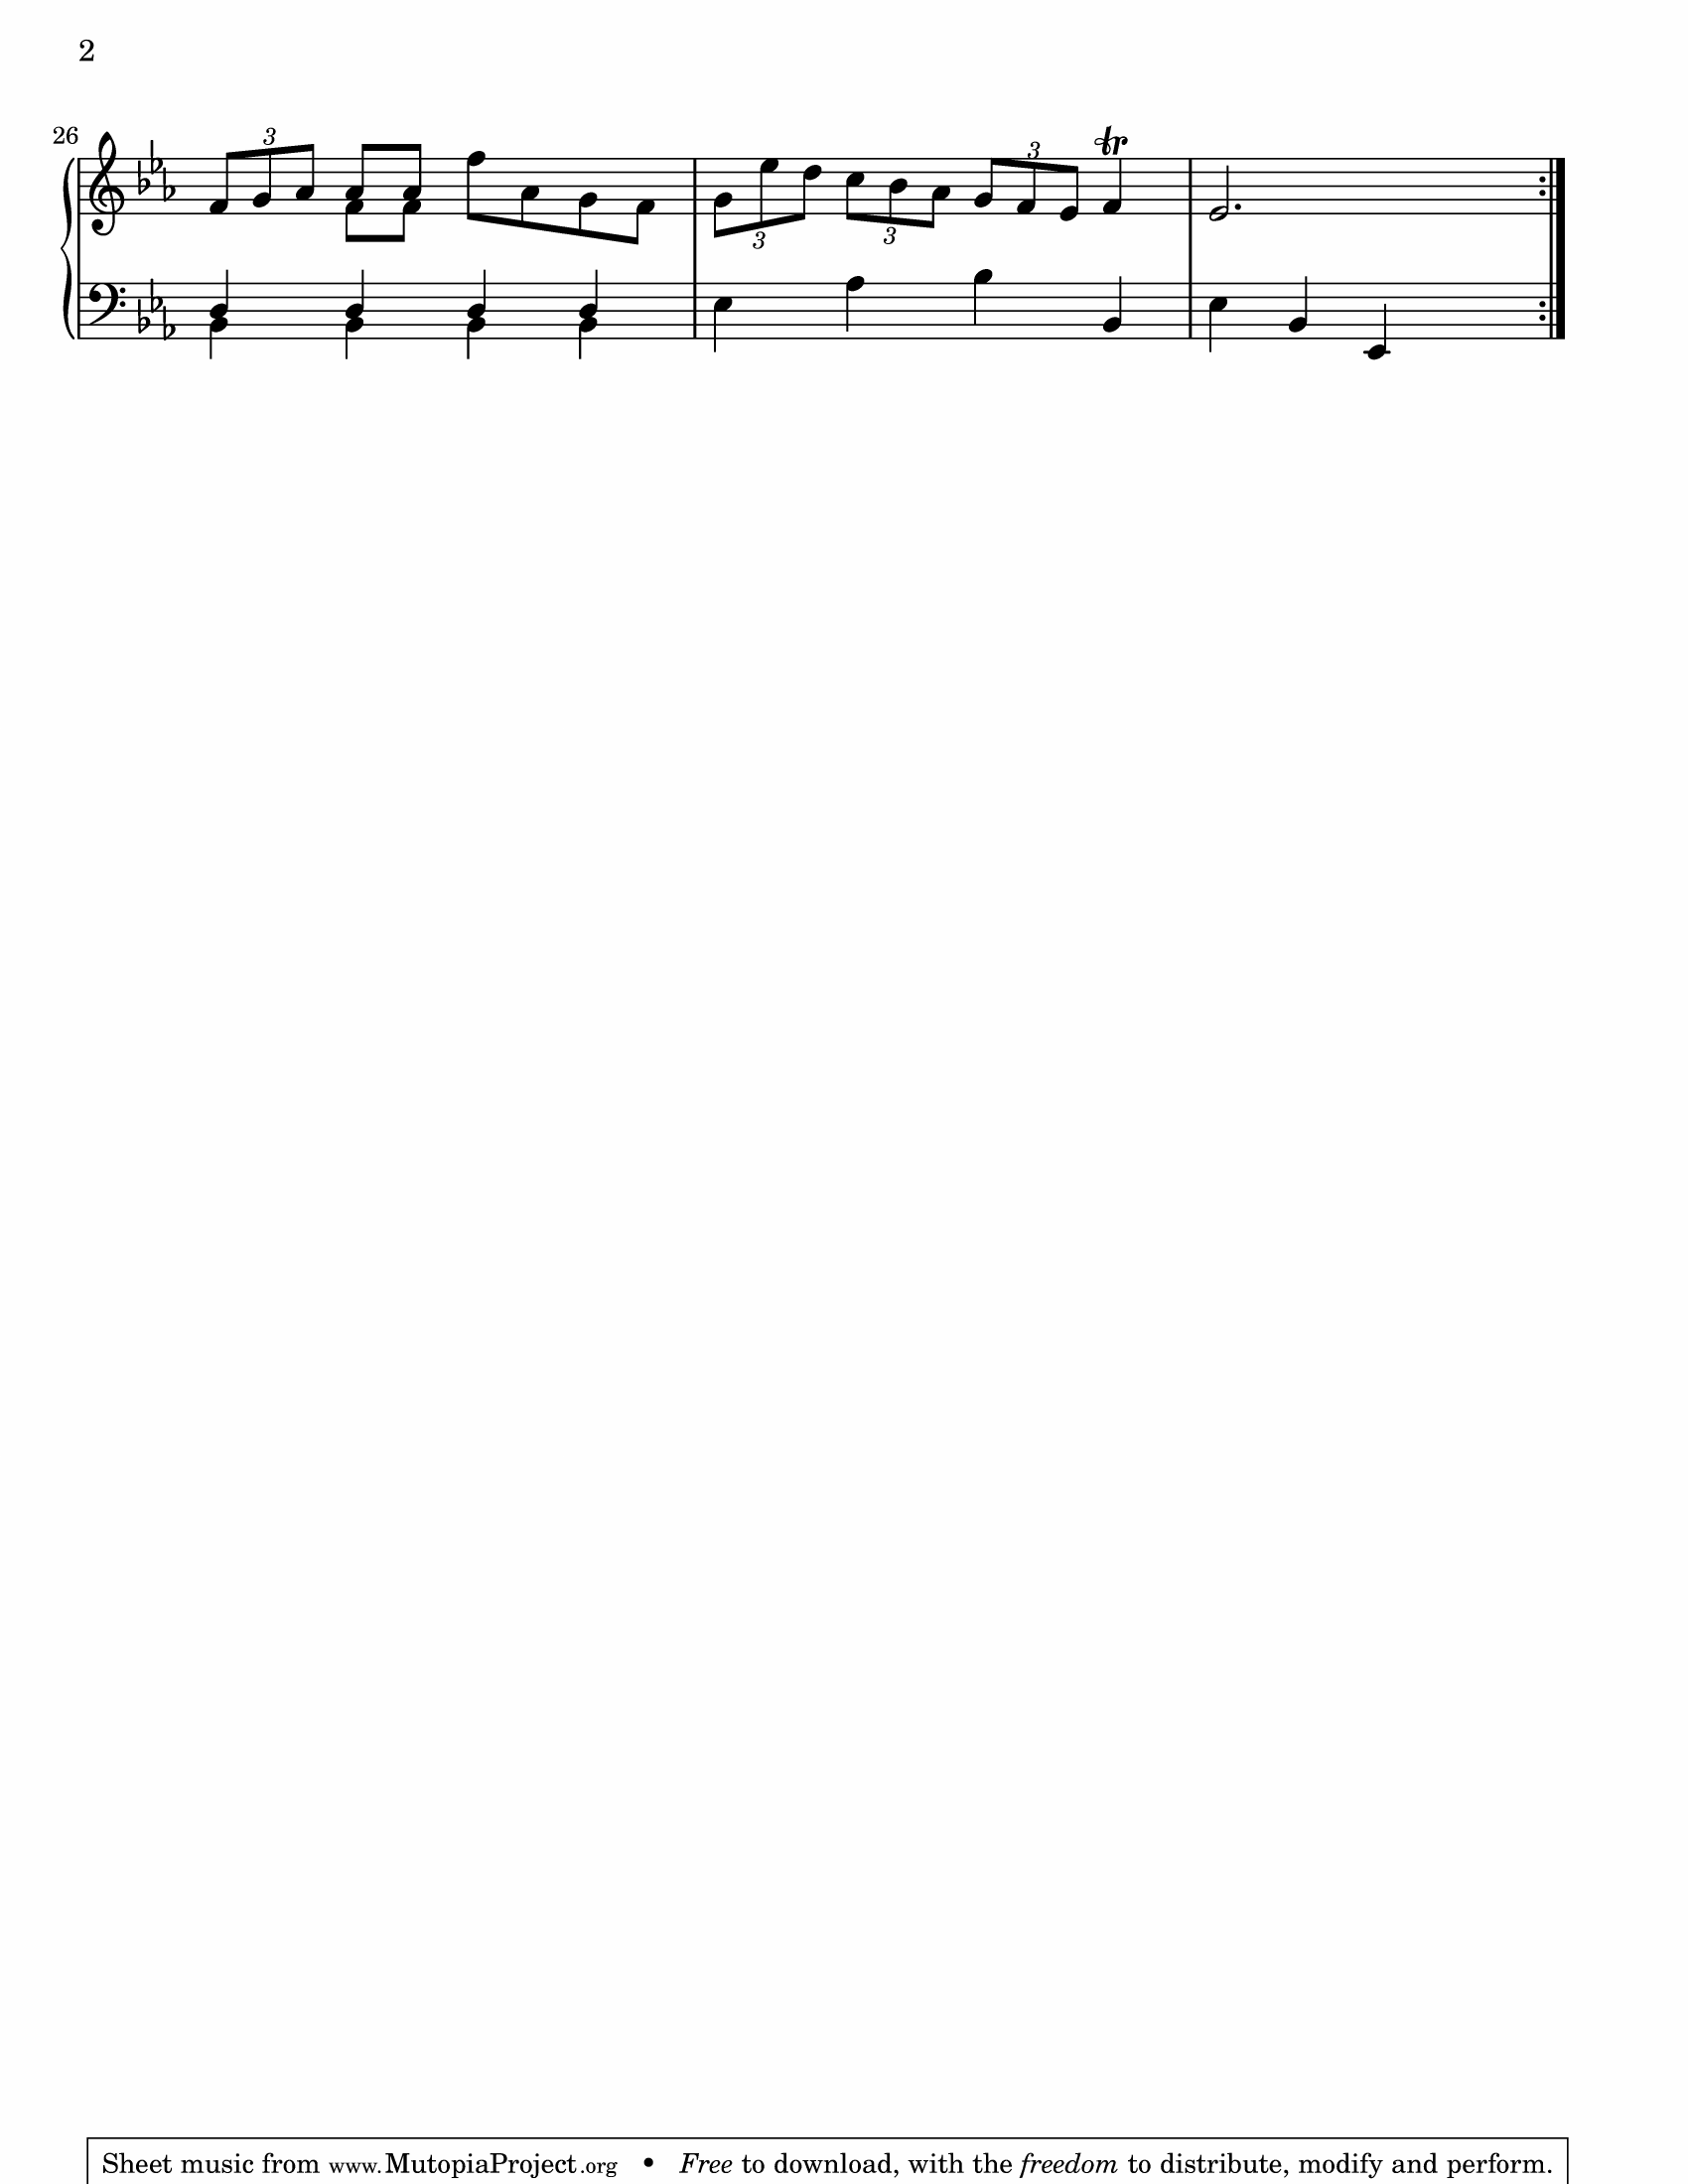 2
26
3
3 3 3
Sheet music from www.MutopiaProject.org • Free to download, with the freedom to distribute, modify and perform.